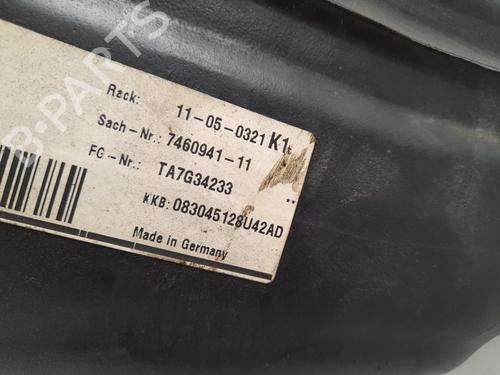 Rack: 11-05-0321 K1
Sach-Nr.: 7460941-11
FG-Nr.: TA7G34233
KKB: 083045128U42AD
Made in Germany
B-PARTS